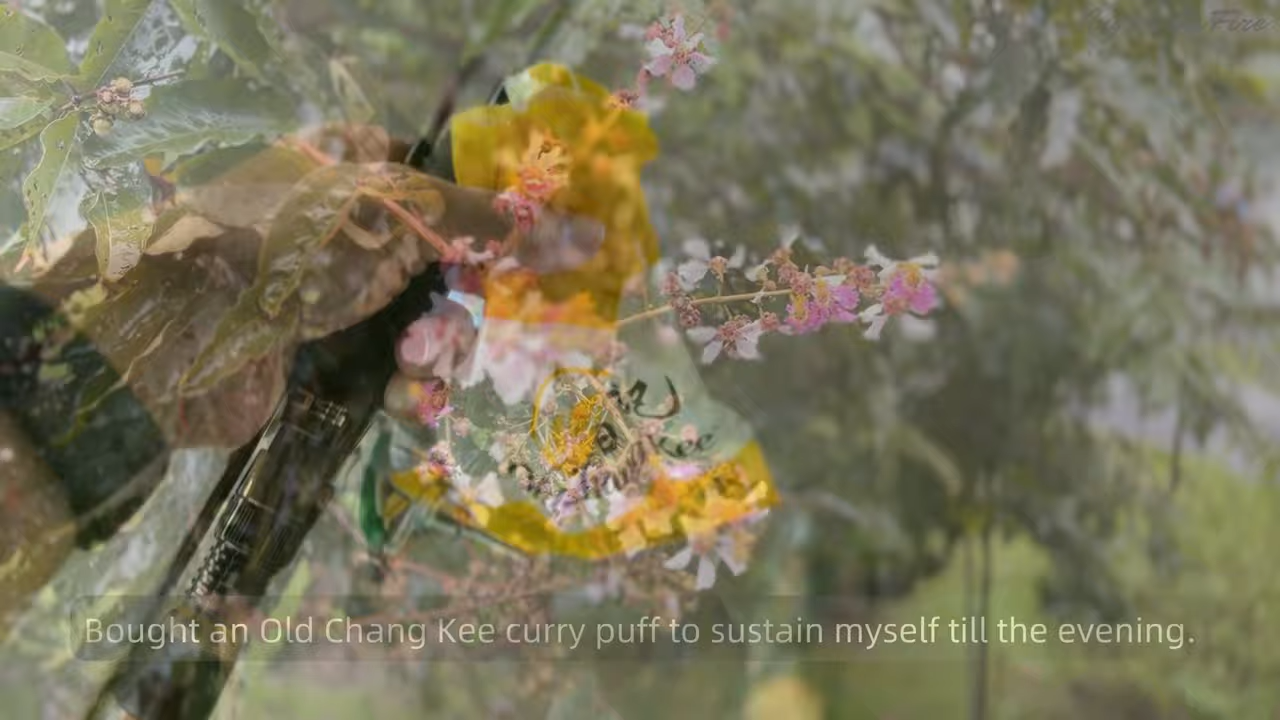 Bought an Old Chang Kee curry puff to sustain myself till the evening.